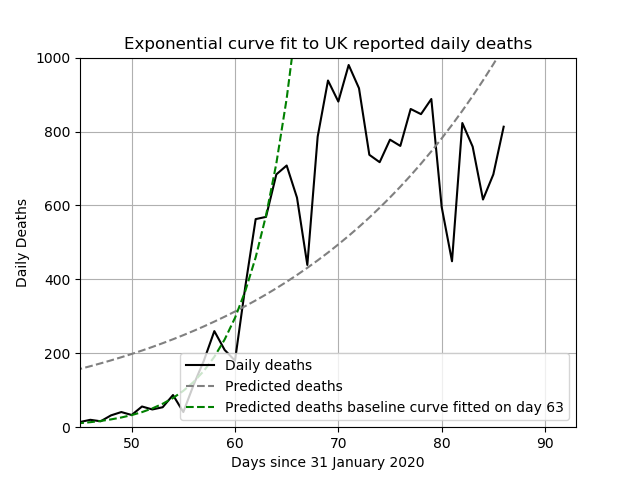 Exponential curve fit to UK reported daily deaths
1000
800
600
400
200
0
Daily Deaths
Daily deaths
Predicted deaths
Predicted deaths baseline curve fitted on day 63
50 60 70 80 90
Days since 31 January 2020